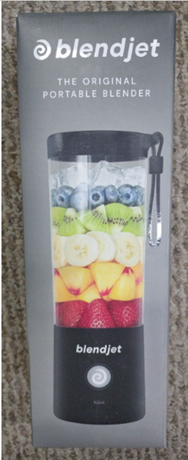 blendjet
THE ORIGINAL
PORTABLE BLENDER
blendjet